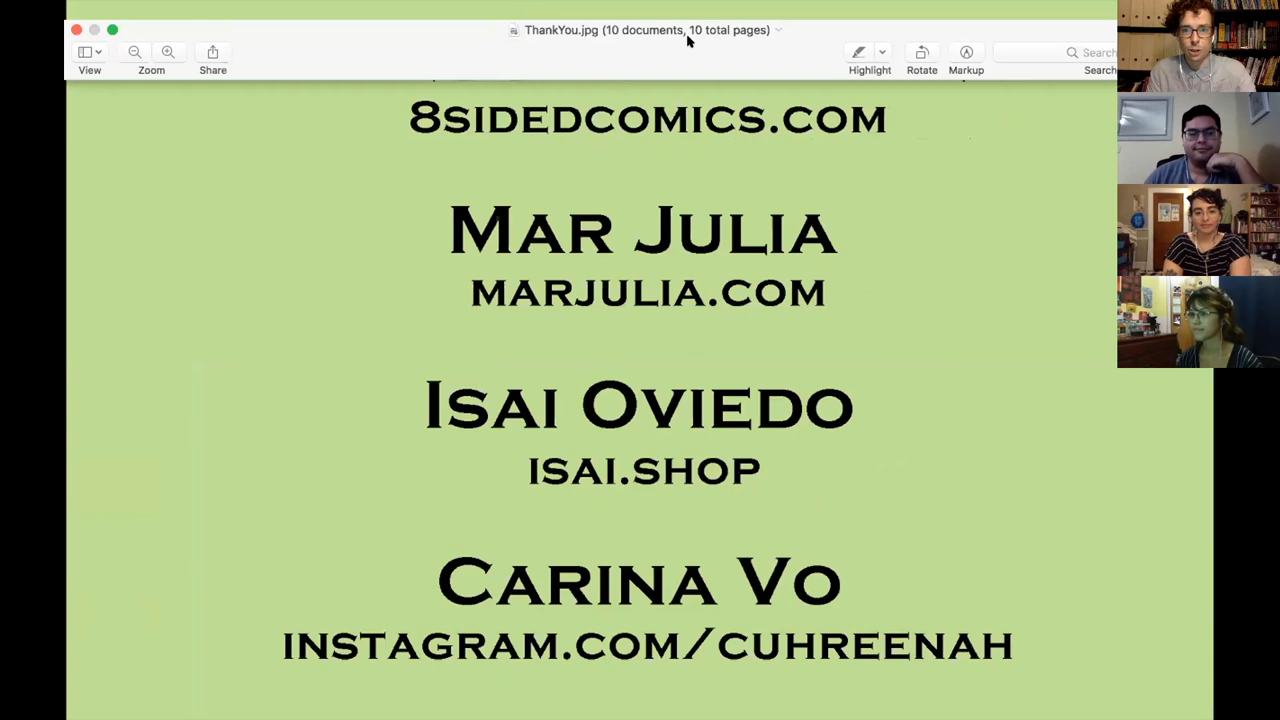 ThankYou.jpg (10 documents, 10 total pages)
View
Zoom
Share
Highlight
Rotate
Markup
Search
Search
8SIDEDCOMICS.COM
MAR JULIA
MARJULIA.COM
ISAI OVIEDO
ISAI.SHOP
CARINA VO
INSTAGRAM.COM/CUHREENAH